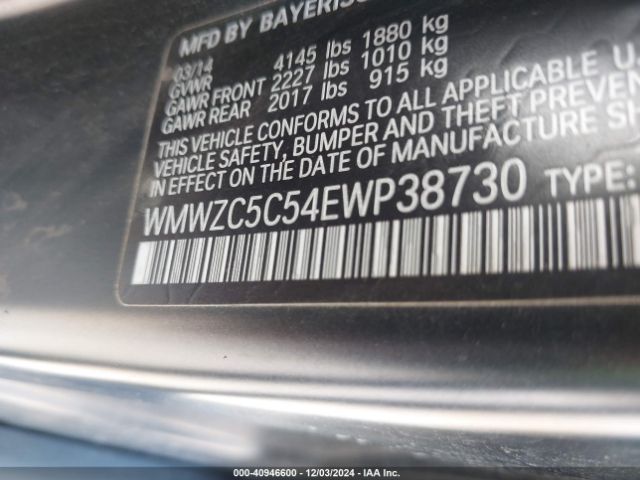 MFD BY BAYERIS
03/14
GVWR 4145 lbs 1880 kg
GAWR FRONT 2227 lbs 1010 kg
GAWR REAR 2017 lbs 915 kg
THIS VEHICLE CONFORMS TO ALL APPLICABLE U.
VEHICLE SAFETY, BUMPER AND THEFT PREVEN
IN EFFECT ON THE DATE OF MANUFACTURE S
WMWZC5C54EWP38730 TYPE:
000-40946600 - 12/03/2024 - IAA Inc.